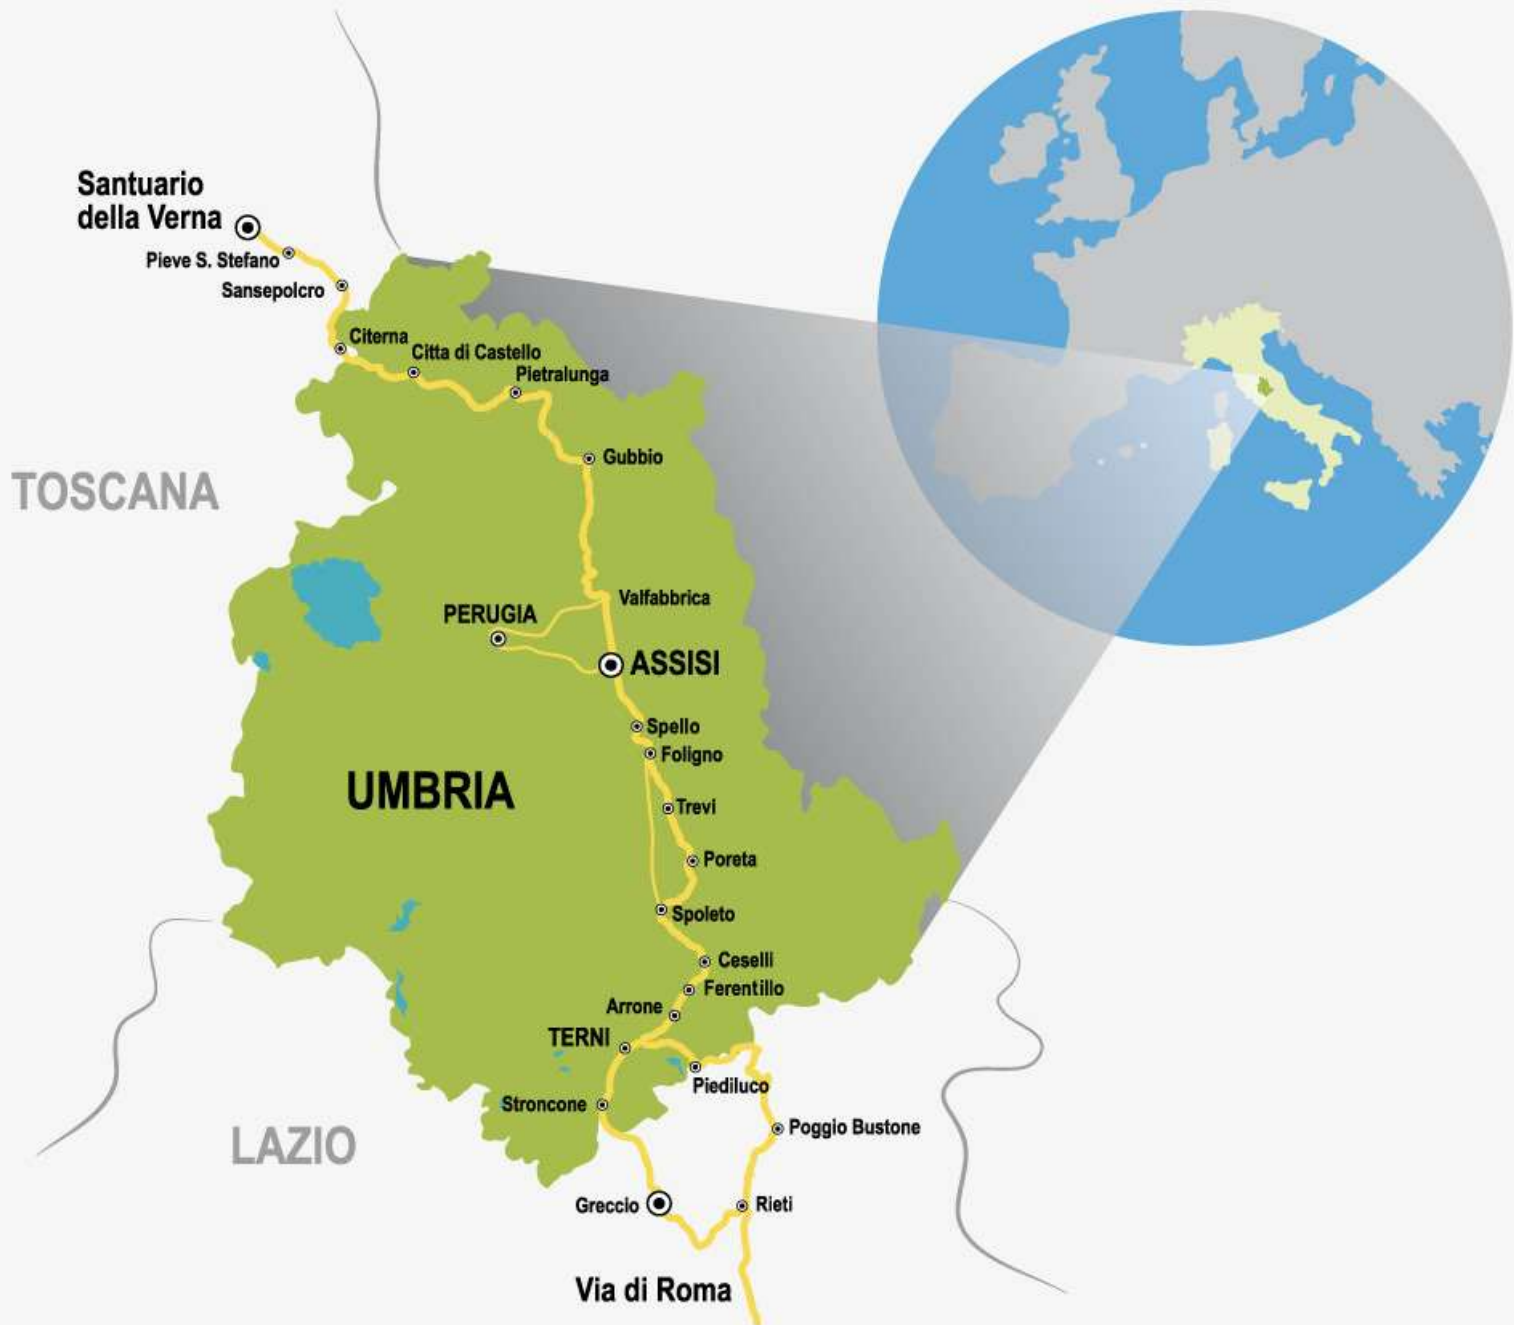 Santuario
della Verna
Pieve S. Stefano
Sansepolcro
Citerna
Citta di Castello
Pietralunga
Gubbio
TOSCANA
Valfabbrica
PERUGIA
ASSISI
Spello
Foligno
UMBRIA
Trevi
Poreta
Spoleto
Ceselli
Ferentillo
Arrone
TERNI
Piediluco
Stroncone
Poggio Bustone
LAZIO
Greccio
Rieti
Via di Roma